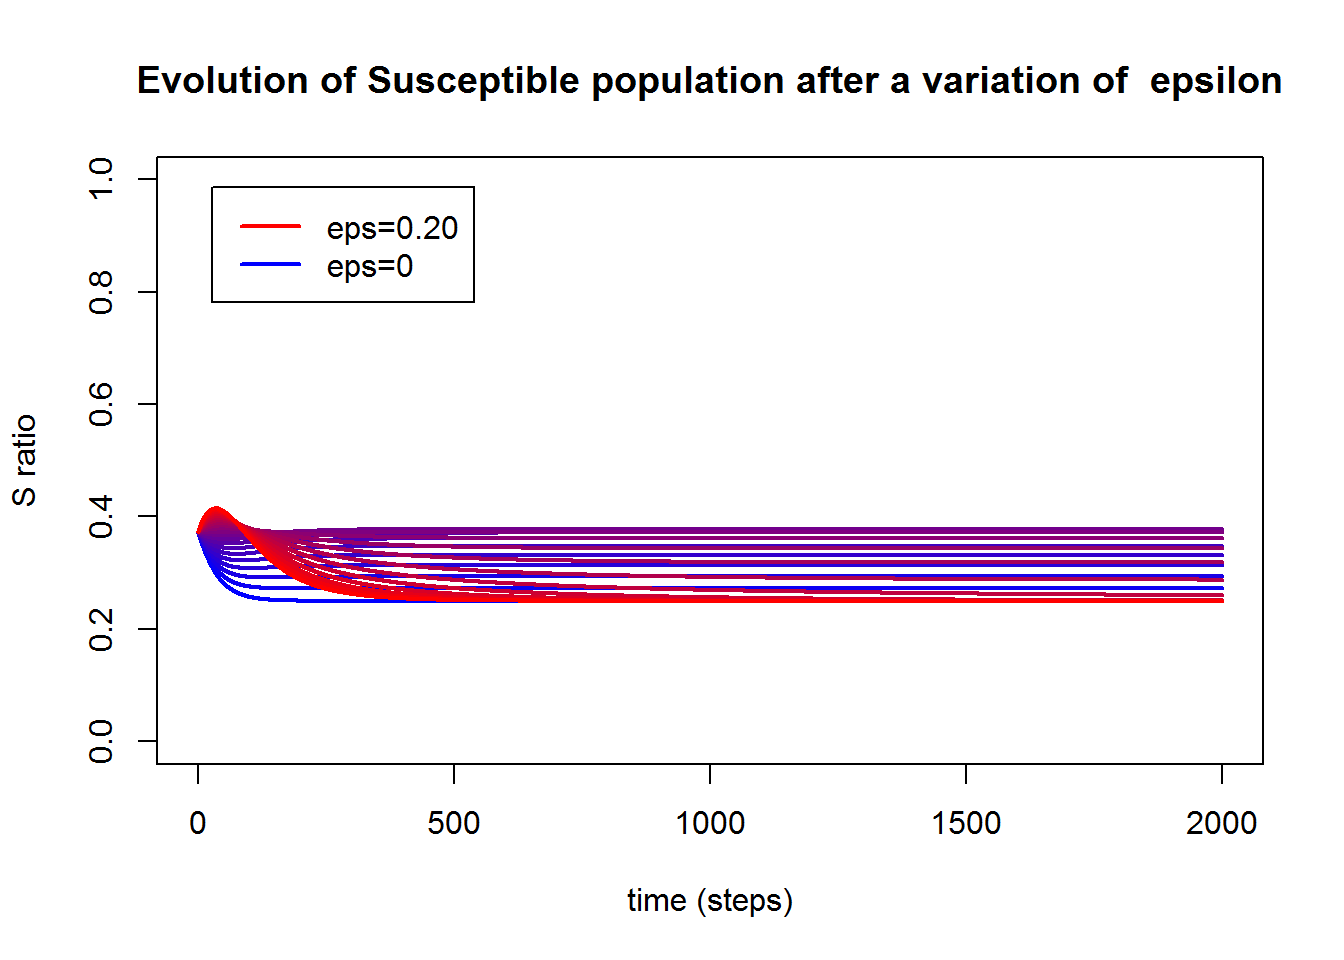 Evolution of Susceptible population after a variation of  epsilon
1.0
0.8
0.6
0.4
0.2
0.0
S ratio
eps=0.20
eps=0
0 500 1000 1500 2000
time (steps)